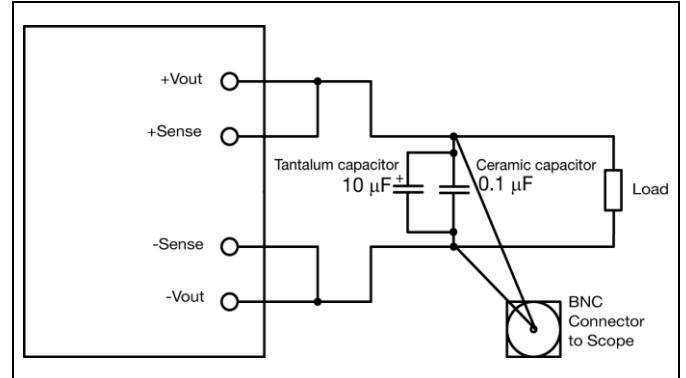 +Vout
+Sense
Tantalum capacitor
10 µF
+
Ceramic capacitor
0.1 µF
Load
-Sense
-Vout
BNC
Connector
to Scope